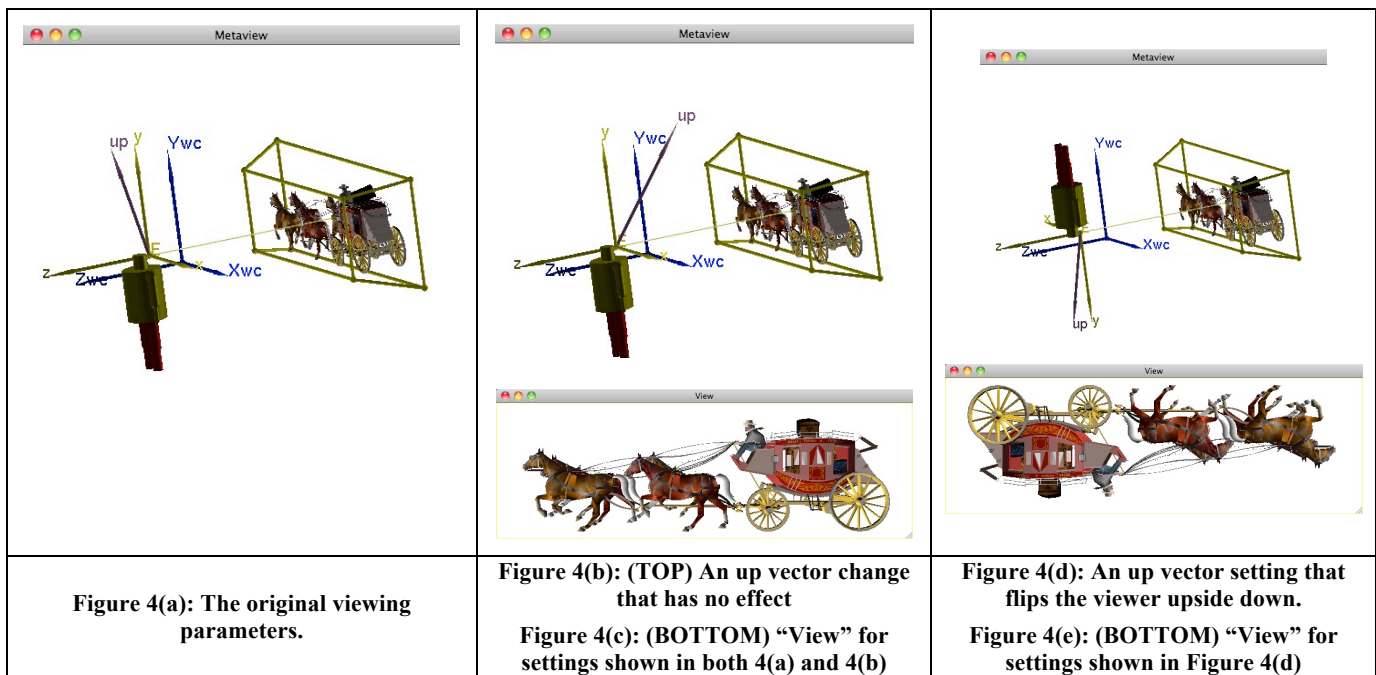 Metaview
up
y
Ywc
E
z
Zwc
x
Xwc
Figure 4(a): The original viewing
parameters.
Metaview
up
y
Ywc
E
z
Zwc
x
Xwc
View
Figure 4(b): (TOP) An up vector change
that has no effect
Figure 4(c): (BOTTOM) “View” for
settings shown in both 4(a) and 4(b)
Metaview
Ywc
x
z
Zwc
Xwc
up
y
View
Figure 4(d): An up vector setting that
flips the viewer upside down.
Figure 4(e): (BOTTOM) “View” for
settings shown in Figure 4(d)